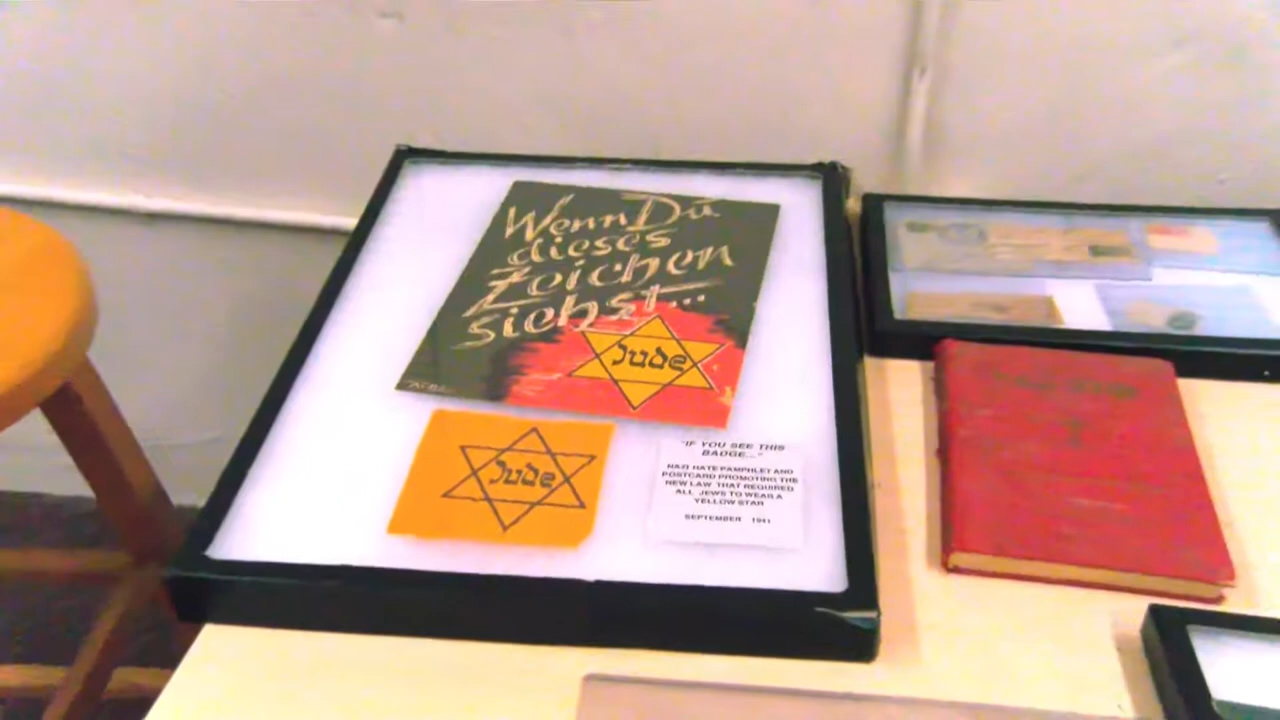 Wenn Du
dieses
Zeichen
siehst...
Jude
Jude
"IF YOU SEE THIS
BADGE..."
NAZI HATE PAMPHLET AND
POSTCARD PROMOTING THE
NEW LAW THAT REQUIRED
ALL JEWS TO WEAR A
YELLOW STAR
SEPTEMBER 1941